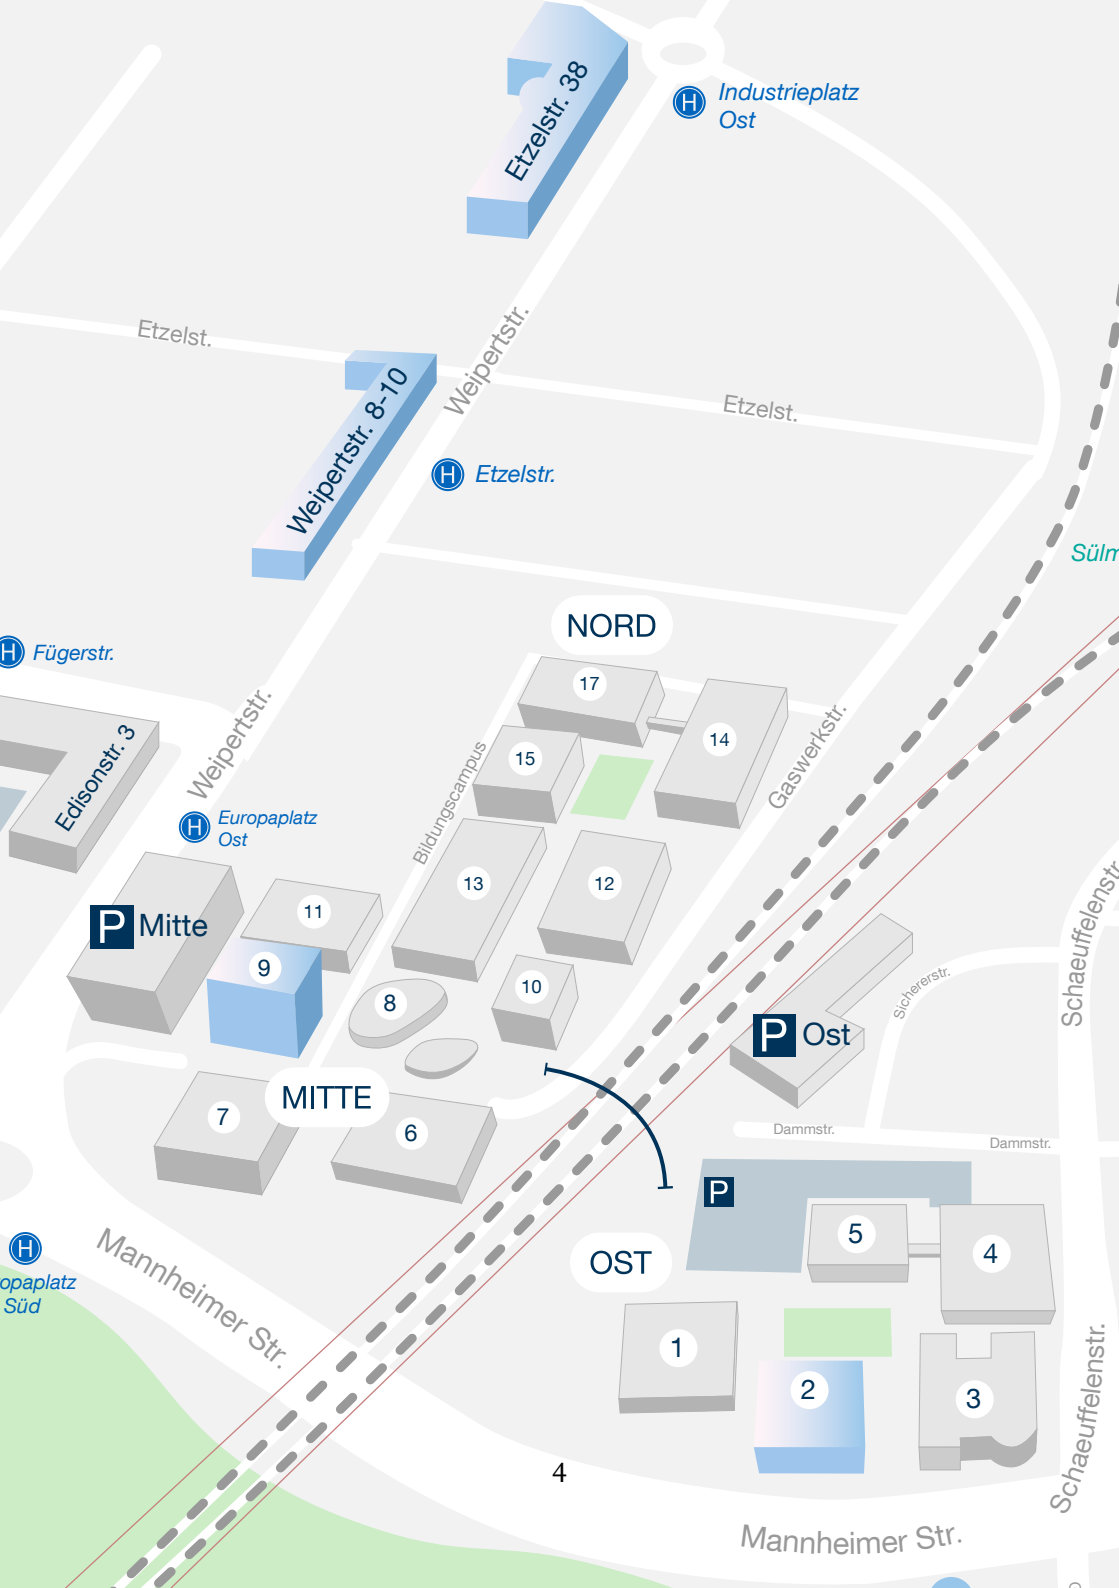 Industrieplatz
Ost
H
Etzelstr. 38
Etzelst.
Weipertstr.
Weipertstr. 8-10
Etzelst.
H
Etzelstr.
Sülm
NORD
H
Fügerstr.
17
Weipertstr.
14
Edisonstr. 3
15
Gaswerkstr.
Bildungscampus
H
Europaplatz
Ost
13
12
11
P
Mitte
Schaeuffelenstr.
9
10
8
Sichererstr.
P
Ost
MITTE
7
6
Dammstr.
Dammstr.
P
5
4
H
OST
opaplatz
Süd
Mannheimer Str.
1
2
3
Schaeuffelenstr.
4
Mannheimer Str.